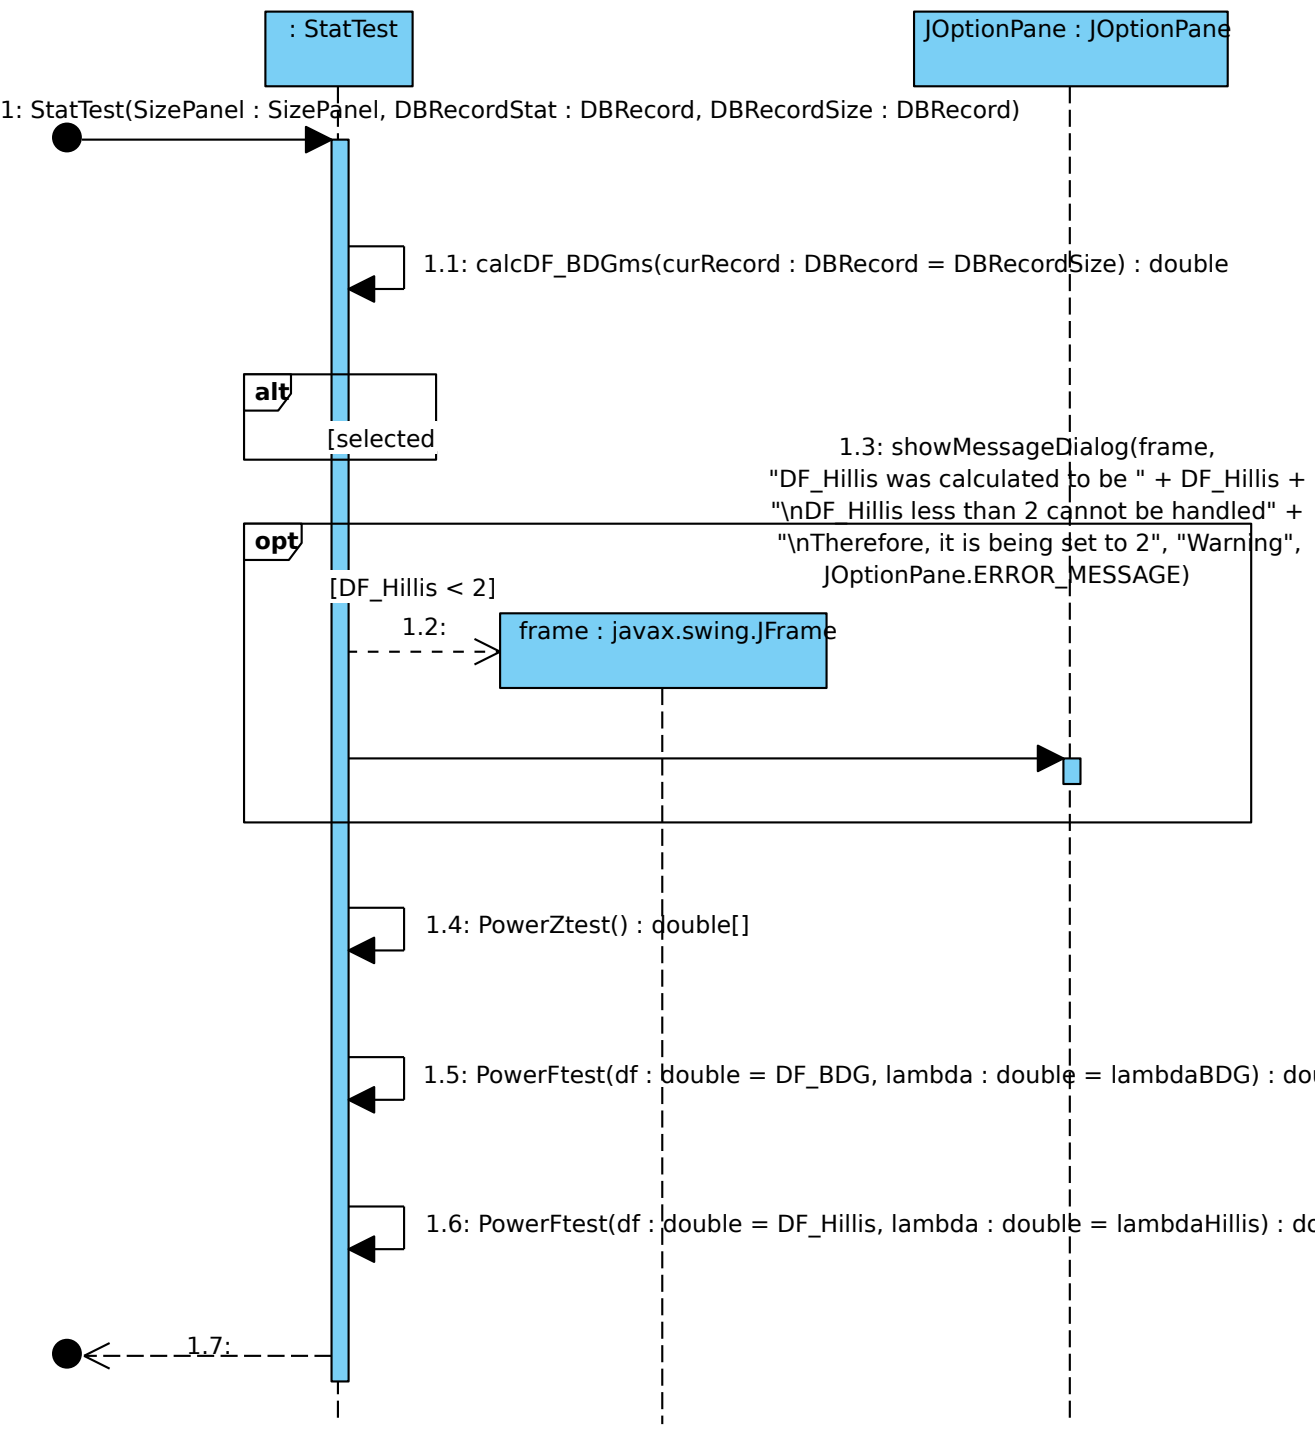 : StatTest
JOptionPane : JOptionPane
1: StatTest(SizePanel : SizePanel, DBRecordStat : DBRecord, DBRecordSize : DBRecord)
1.1: calcDF_BDGms(curRecord : DBRecord = DBRecordSize) : double
alt
[selected
1.3: showMessageDialog(frame,
"DF_Hillis was calculated to be " + DF_Hillis +
"\nDF_Hillis less than 2 cannot be handled" +
"\nTherefore, it is being set to 2", "Warning",
JOptionPane.ERROR_MESSAGE)
opt
[DF_Hillis < 2]
1.2:
frame : javax.swing.JFrame
1.4: PowerZtest() : double[]
1.5: PowerFtest(df : double = DF_BDG, lambda : double = lambdaBDG) : dou
1.6: PowerFtest(df : double = DF_Hillis, lambda : double = lambdaHillis) : do
1.7: